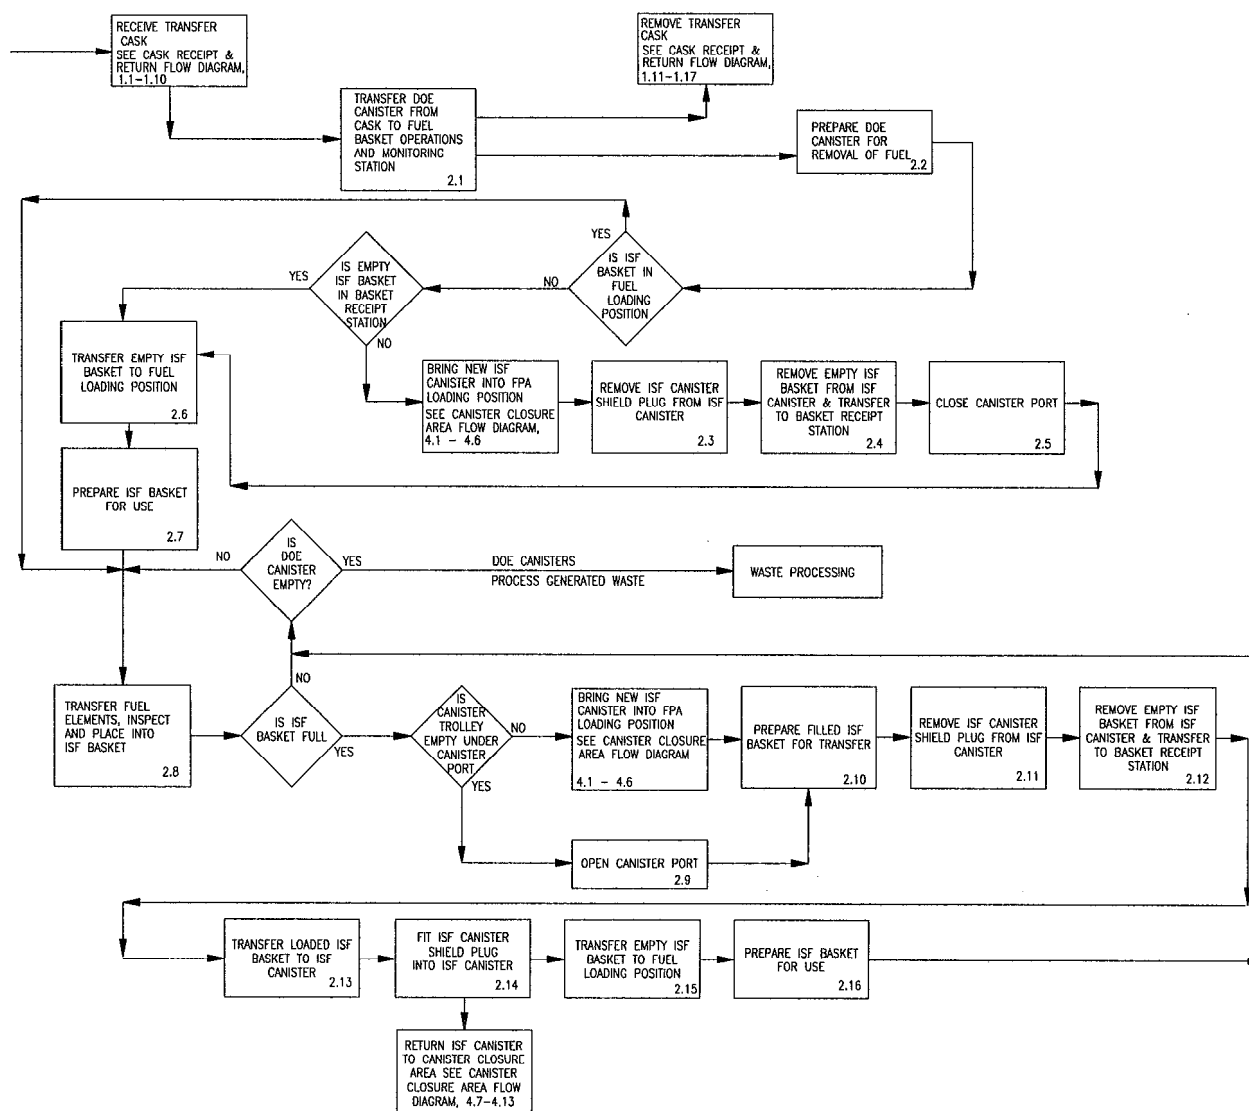 RECEIVE TRANSFER
CASK
SEE CASK RECEIPT &
RETURN FLOW DIAGRAM,
1.1-1.10
REMOVE TRANSFER
CASK
SEE CASK RECEIPT &
RETURN FLOW DIAGRAM,
1.11-1.17
TRANSFER DOE
CANISTER FROM
CASK TO FUEL
BASKET OPERATIONS
AND MONITORING
STATION
2.1
PREPARE DOE
CANISTER FOR
REMOVAL OF FUEL
2.2
YES
IS ISF
BASKET IN
FUEL
LOADING
POSITION
NO
IS EMPTY
ISF BASKET
IN BASKET
RECEIPT
STATION
YES
NO
TRANSFER EMPTY ISF
BASKET TO FUEL
LOADING POSITION
2.6
BRING NEW ISF
CANISTER INTO FPA
LOADING POSITION
SEE CANISTER CLOSURE
AREA FLOW DIAGRAM,
4.1 - 4.6
REMOVE ISF CANISTER
SHIELD PLUG FROM ISF
CANISTER
2.3
REMOVE EMPTY ISF
BASKET FROM ISF
CANISTER & TRANSFER
TO BASKET RECEIPT
STATION
2.4
CLOSE CANISTER PORT
2.5
PREPARE ISF BASKET
FOR USE
2.7
NO
IS
DOE
CANISTER
EMPTY?
YES
DOE CANISTERS
PROCESS GENERATED WASTE
WASTE PROCESSING
TRANSFER FUEL
ELEMENTS, INSPECT
AND PLACE INTO
ISF BASKET
2.8
NO
IS ISF
BASKET FULL
YES
IS
CANISTER
TROLLEY
EMPTY UNDER
CANISTER
PORT
NO
YES
BRING NEW ISF
CANISTER INTO FPA
LOADING POSITION
SEE CANISTER CLOSURE
AREA FLOW DIAGRAM
4.1 - 4.6
PREPARE FILLED ISF
BASKET FOR TRANSFER
2.10
REMOVE ISF CANISTER
SHIELD PLUG FROM ISF
CANISTER
2.11
REMOVE EMPTY ISF
BASKET FROM ISF
CANISTER & TRANSFER
TO BASKET RECEIPT
STATION
2.12
OPEN CANISTER PORT
2.9
TRANSFER LOADED ISF
BASKET TO ISF
CANISTER
2.13
FIT ISF CANISTER
SHIELD PLUG
INTO ISF CANISTER
2.14
TRANSFER EMPTY ISF
BASKET TO FUEL
LOADING POSITION
2.15
PREPARE ISF BASKET
FOR USE
2.16
RETURN ISF CANISTER
TO CANISTER CLOSURE
AREA SEE CANISTER
CLOSURE AREA FLOW
DIAGRAM, 4.7-4.13